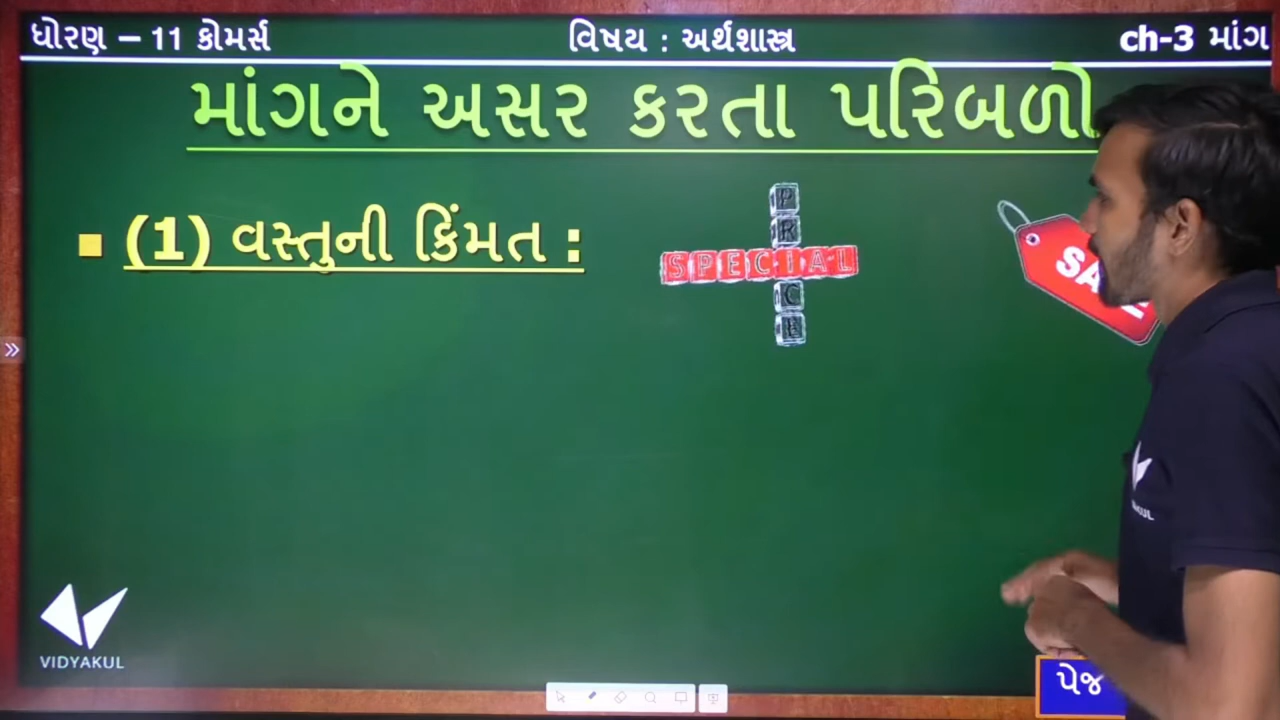 ધોરણ – 11 કોમર્સ
વિષય : અર્થશાસ્ત્ર
ch-3 માંગ
માંગને અસર કરતા પરિબળો
(1) વસ્તુની કિંમત :
PRICE
SPECIAL
VIDYAKUL
પેજ